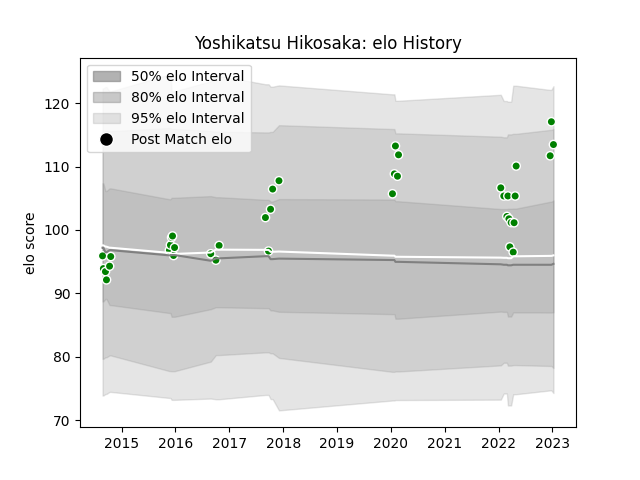 Yoshikatsu Hikosaka: elo History
50% elo Interval
80% elo Interval
95% elo Interval
Post Match elo
elo score
120
110
100
90
80
70
2015 2016 2017 2018 2019 2020 2021 2022 2023